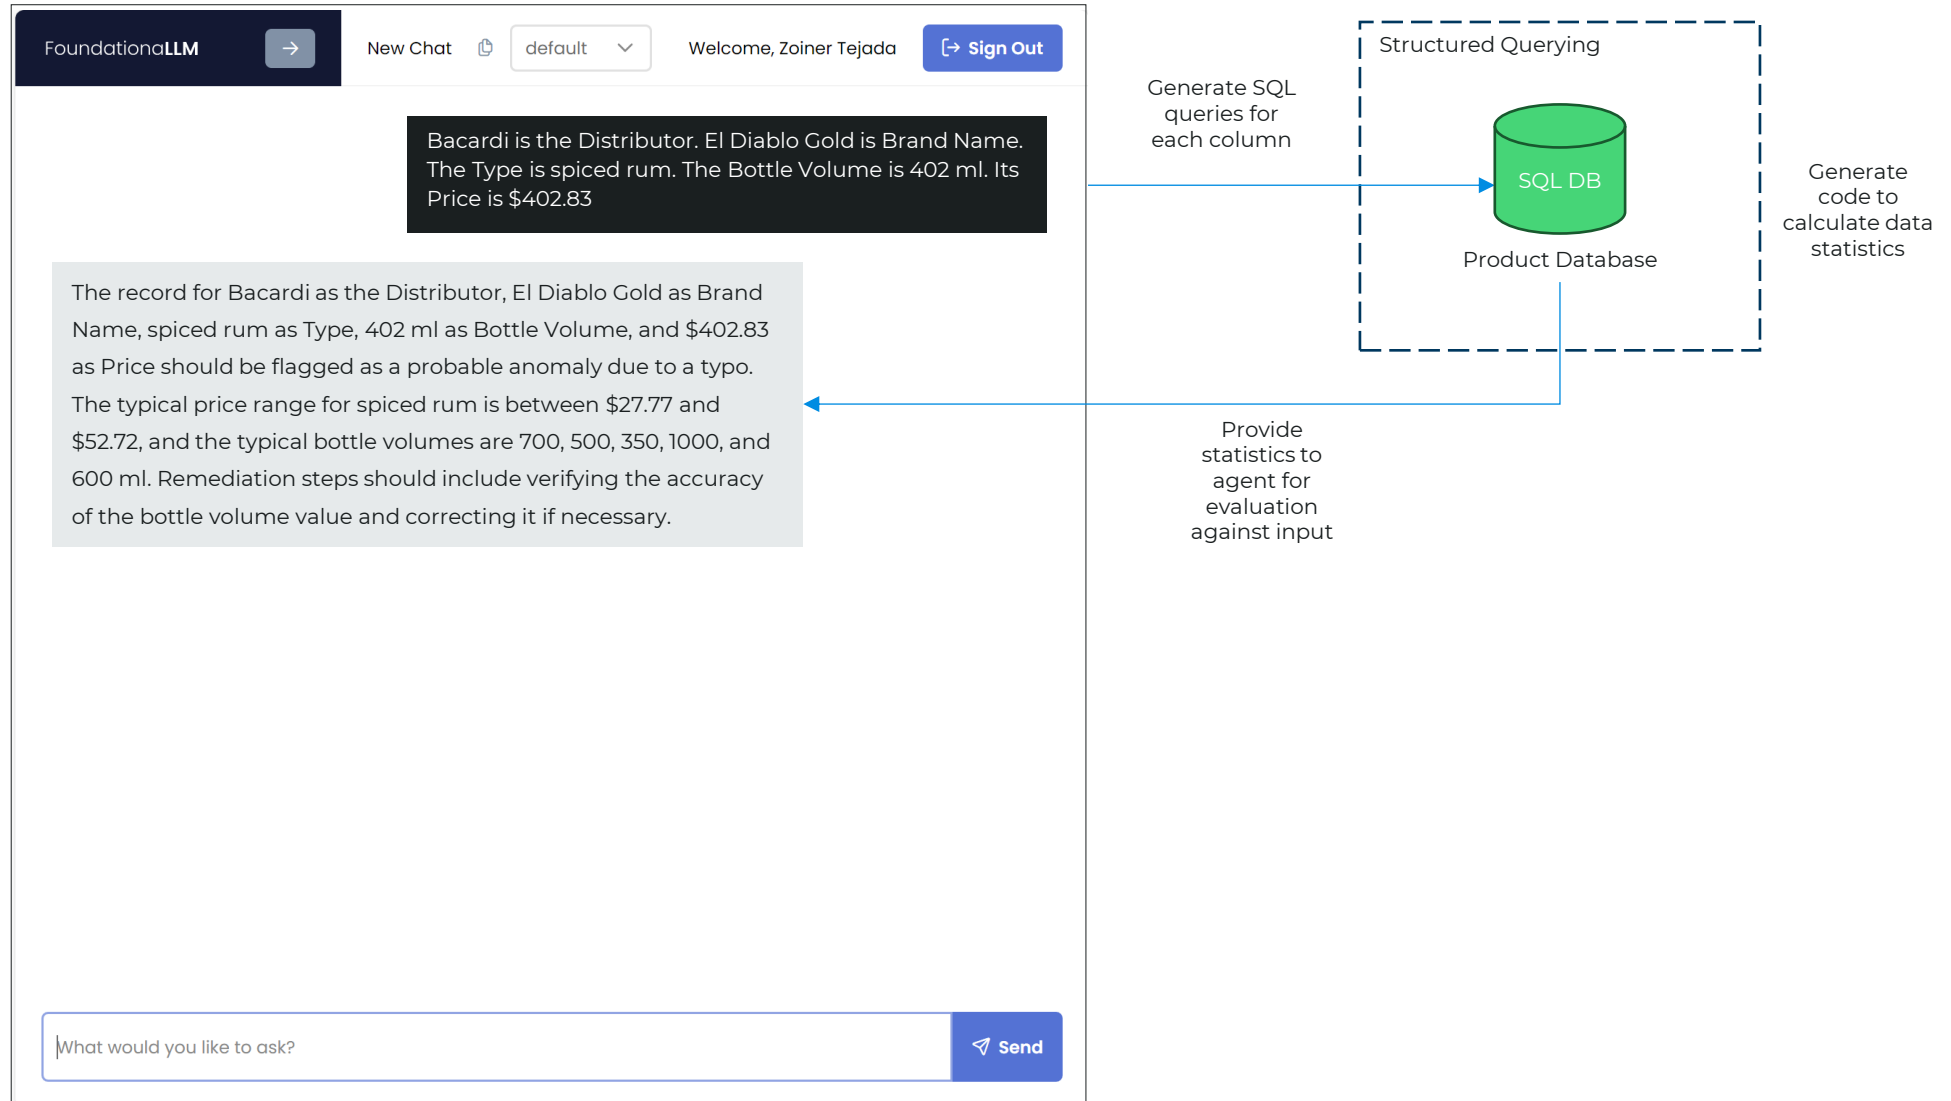 FoundationaLLM
New Chat
default
Welcome, Zoiner Tejada
Sign Out
Bacardi is the Distributor. El Diablo Gold is Brand Name.
The Type is spiced rum. The Bottle Volume is 402 ml. Its
Price is $402.83
The record for Bacardi as the Distributor, El Diablo Gold as Brand
Name, spiced rum as Type, 402 ml as Bottle Volume, and $402.83
as Price should be flagged as a probable anomaly due to a typo.
The typical price range for spiced rum is between $27.77 and
$52.72, and the typical bottle volumes are 700, 500, 350, 1000, and
600 ml. Remediation steps should include verifying the accuracy
of the bottle volume value and correcting it if necessary.
What would you like to ask?
Send
Generate SQL
queries for
each column
Structured Querying
SQL DB
Product Database
Generate
code to
calculate data
statistics
Provide
statistics to
agent for
evaluation
against input